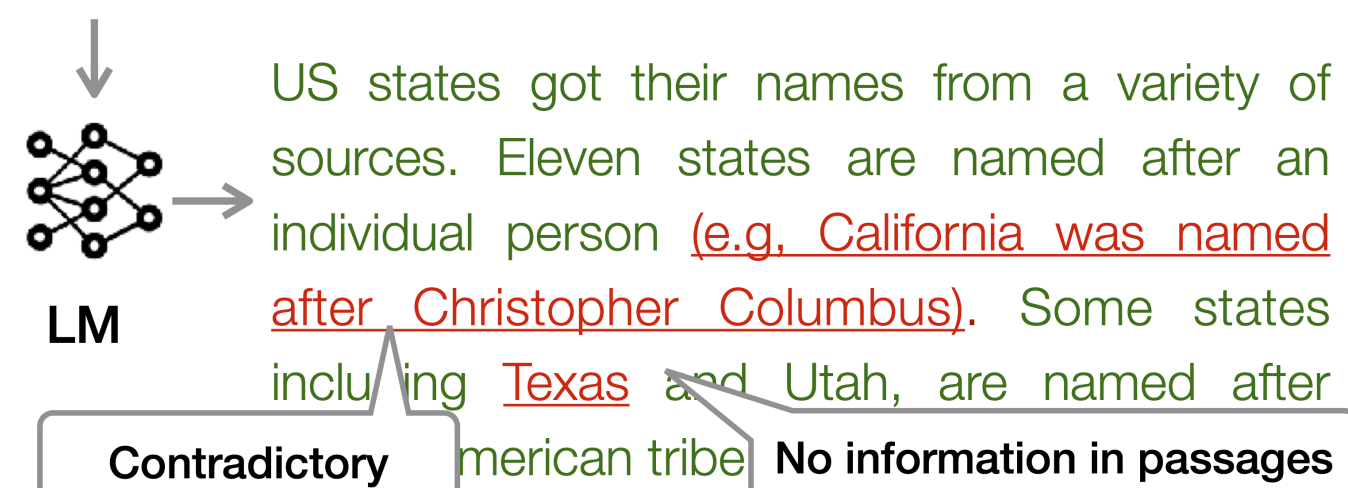 US states got their names from a variety of
sources. Eleven states are named after an
individual person (e.g, California was named
after Christopher Columbus). Some states
LM
Texas and Utah, are named after
Contradictory
tribe
No information in passages